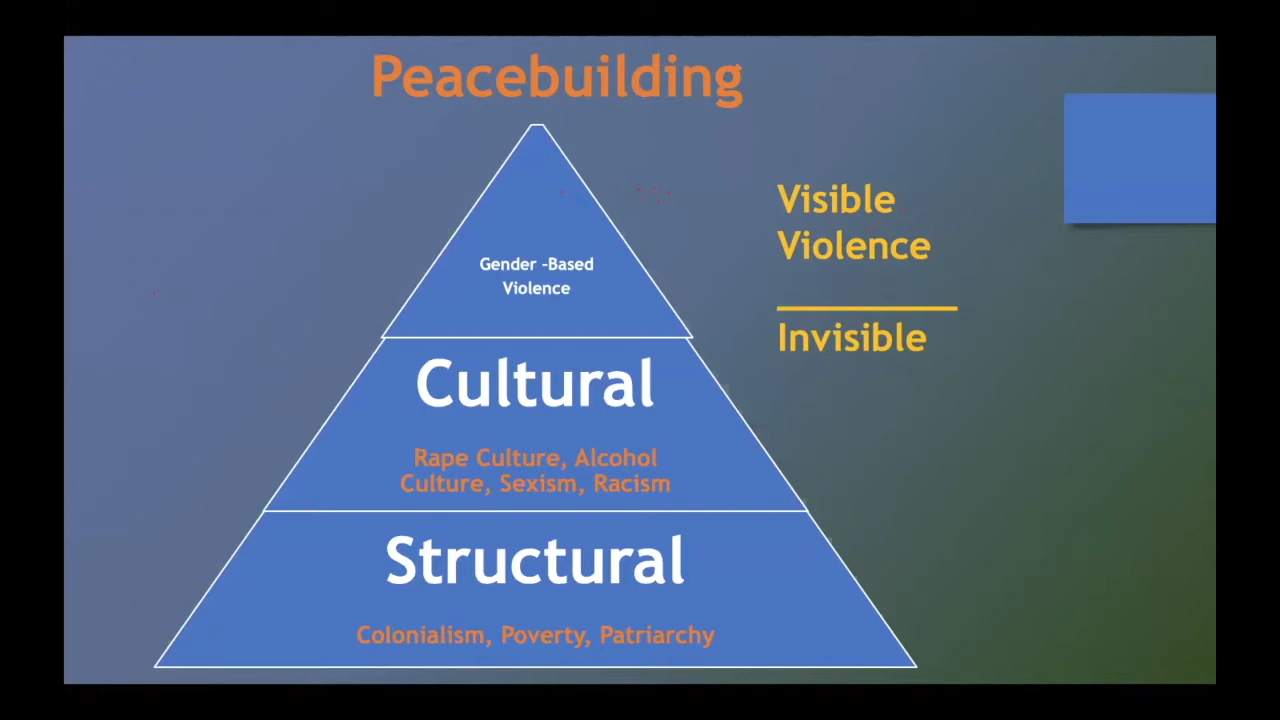 Peacebuilding
Visible
Violence
Gender -Based
Violence
Invisible
Cultural
Rape Culture, Alcohol
Culture, Sexism, Racism
Structural
Colonialism, Poverty, Patriarchy